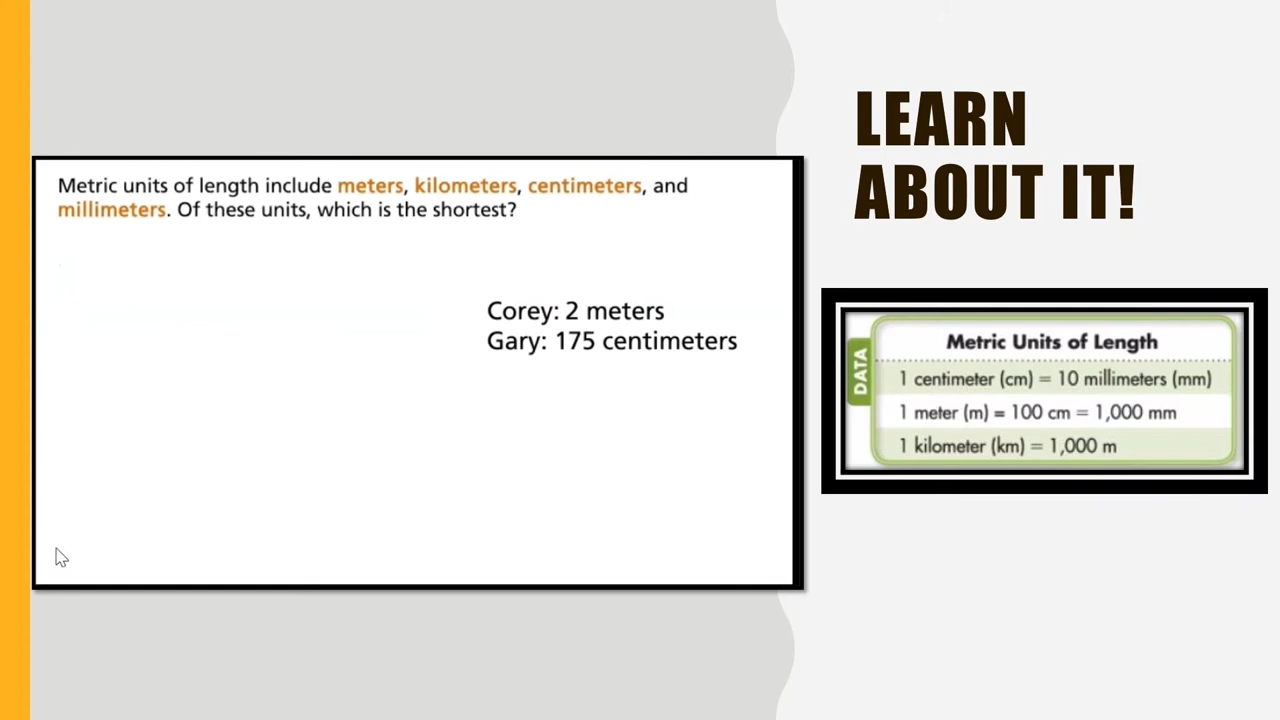 LEARN
ABOUT IT!
Metric units of length include meters, kilometers, centimeters, and
millimeters. Of these units, which is the shortest?
Corey: 2 meters
Gary: 175 centimeters
DATA
Metric Units of Length
1 centimeter (cm) = 10 millimeters (mm)
1 meter (m) = 100 cm = 1,000 mm
1 kilometer (km) = 1,000 m